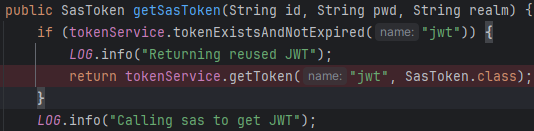 public SasToken getSasToken(String id, String pwd, String realm) {
if (tokenService.tokenExistsAndNotExpired( name: "jwt")) {
LOG.info("Returning reused JWT");
return tokenService.getToken( name: "jwt", SasToken.class);
}
LOG.info("Calling sas to get JWT");